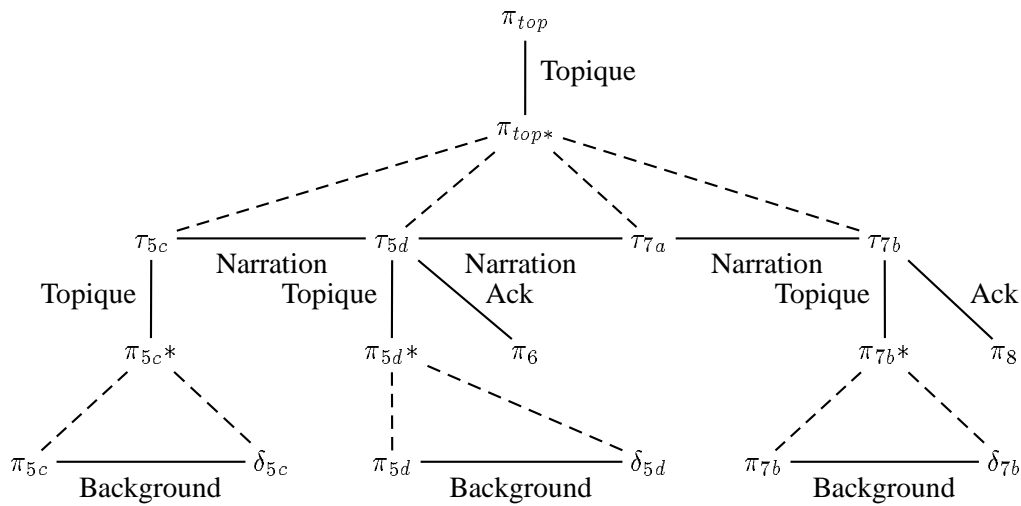 π_top
Topique
π_top*
τ_5c τ_5d τ_7a τ_7b
Narration Narration Narration
Topique Topique Ack Topique Ack
π_5c* π_5d* π_6 π_7b* π_8
π_5c δ_5c π_5d δ_5d π_7b δ_7b
Background Background Background